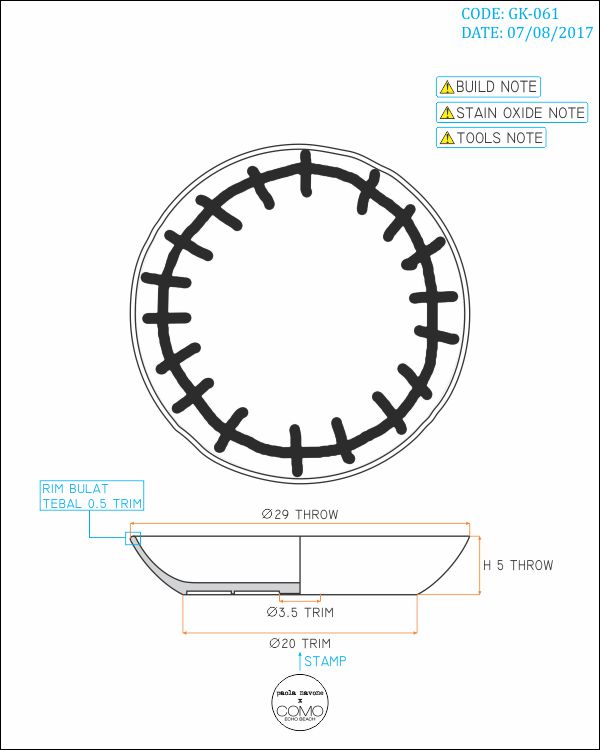 CODE: GK-061
DATE: 07/08/2017
BUILD NOTE
STAIN OXIDE NOTE
TOOLS NOTE
RIM BULAT
TEBAL 0.5 TRIM
Ø29 THROW
H 5 THROW
Ø3.5 TRIM
Ø20 TRIM
STAMP
paola navone
x
COMO
ECHO BEACH